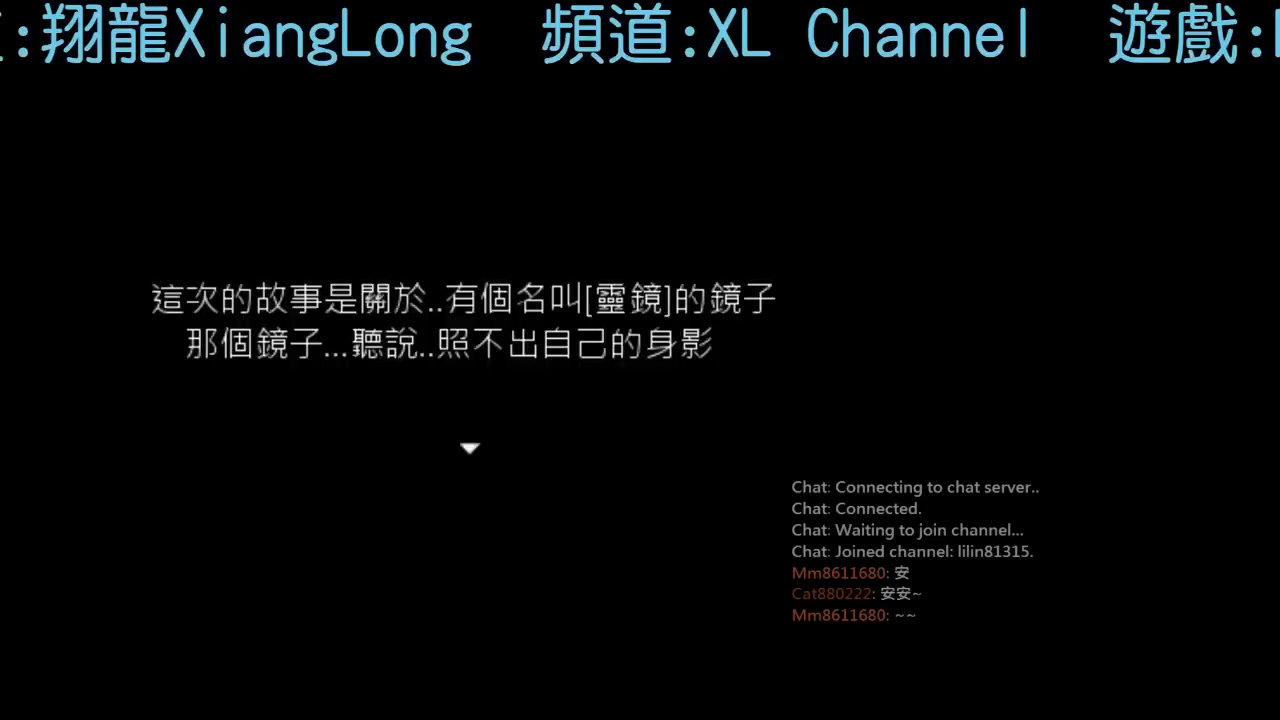 :翔龍XiangLong 頻道:XL Channel 遊戲:
這次的故事是關於..有個名叫[靈鏡]的鏡子
那個鏡子...聽說..照不出自己的身影
Chat: Connecting to chat server..
Chat: Connected.
Chat: Waiting to join channel...
Chat: Joined channel: lilin81315.
Mm8611680: 安
Cat880222: 安安~
Mm8611680: ~~